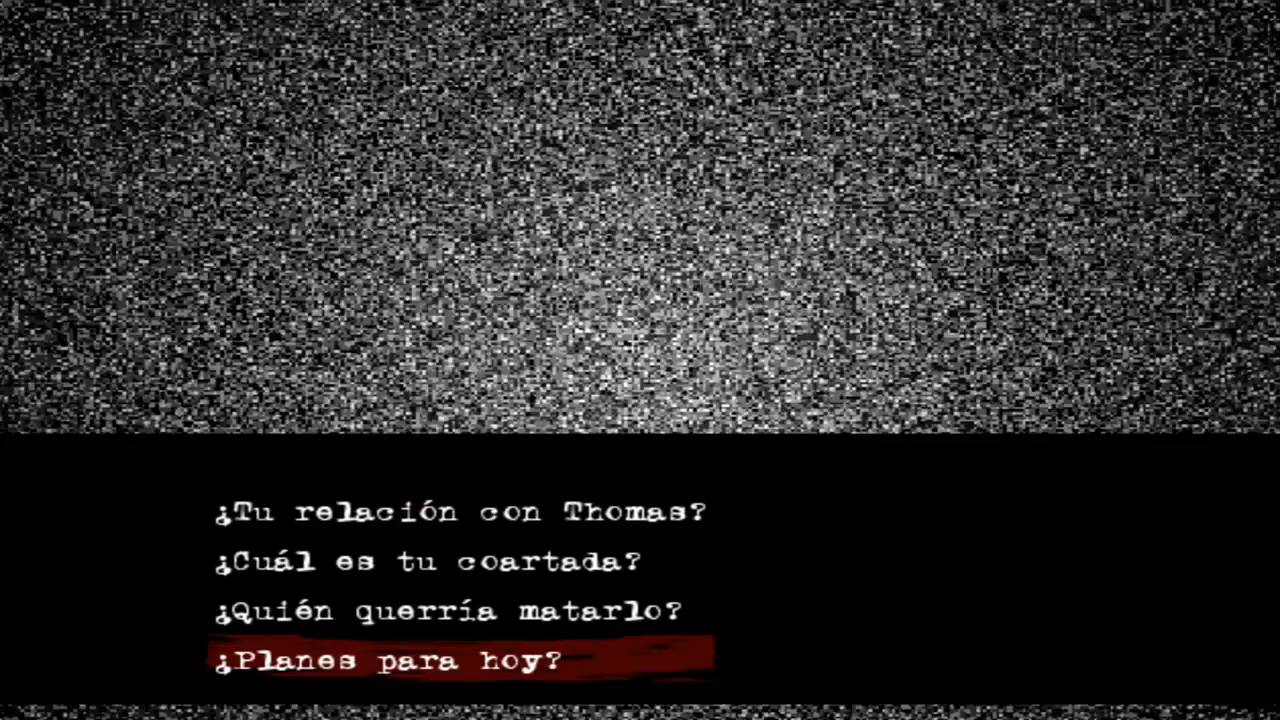 ¿Tu relación con Thomas?
¿Cuál es tu coartada?
¿Quién querría matarlo?
¿Planes para hoy?